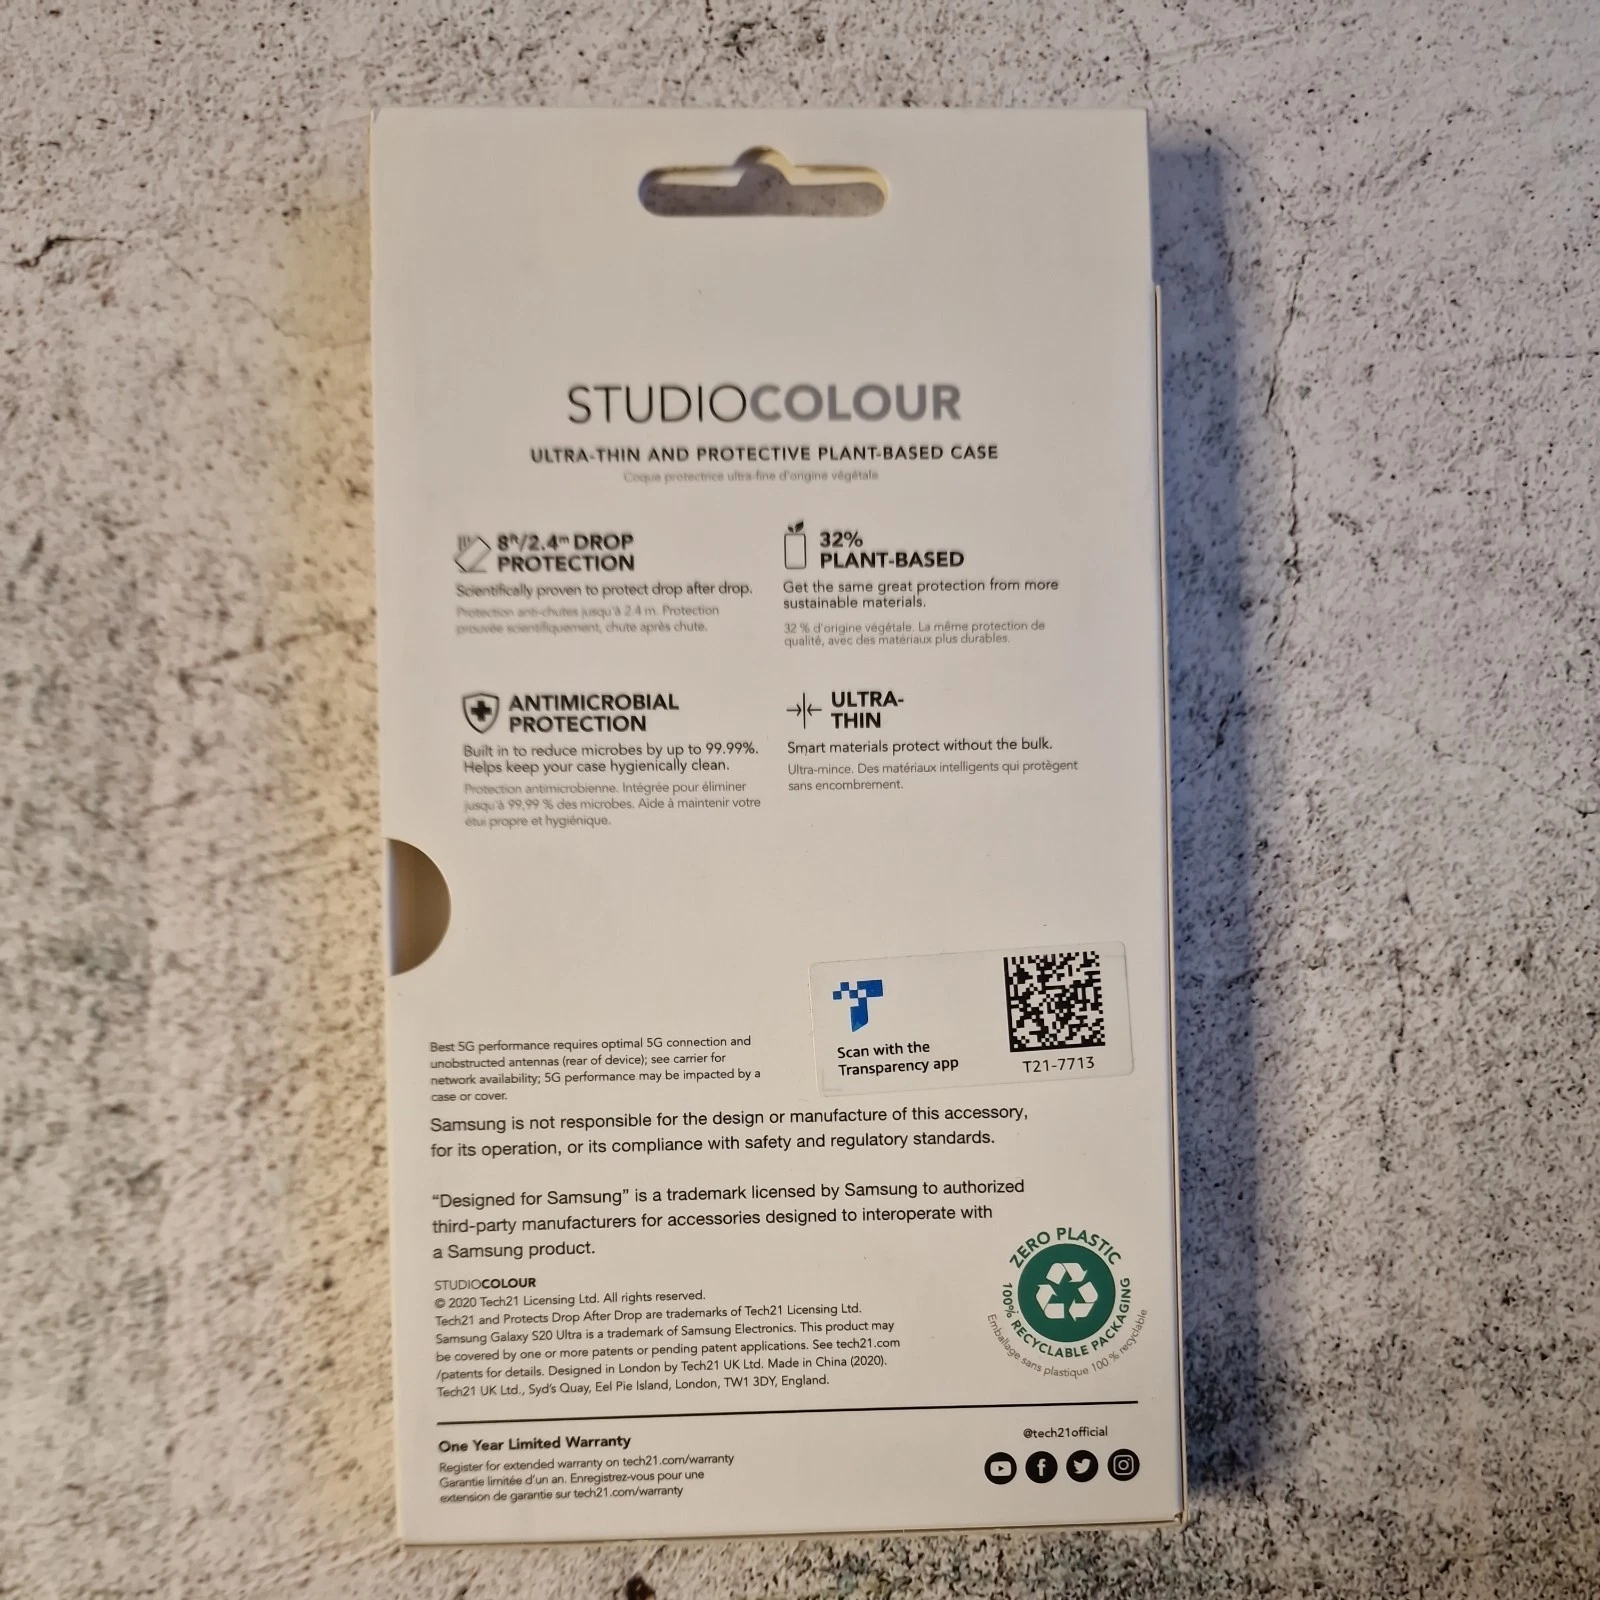 STUDIOCOLOUR
ULTRA-THIN AND PROTECTIVE PLANT-BASED CASE
Coque protectrice ultra-fine d'origine végétale
8ft/2.4m DROP
PROTECTION
Scientifically proven to protect drop after drop.
Protection anti-chutes jusqu'à 2.4 m. Protection
prouvée scientifiquement, chute après chute.
32%
PLANT-BASED
Get the same great protection from more
sustainable materials.
32 % d'origine végétale. La même protection de
qualité, avec des matériaux plus durables.
ANTIMICROBIAL
PROTECTION
Built in to reduce microbes by up to 99.99%.
Helps keep your case hygienically clean.
Protection antimicrobienne. Intégrée pour éliminer
jusqu'à 99,99 % des microbes. Aide à maintenir votre
étui propre et hygiénique.
ULTRA-
THIN
Smart materials protect without the bulk.
Ultra-mince. Des matériaux intelligents qui protègent
sans encombrement.
Scan with the
Transparency app
T21-7713
Best 5G performance requires optimal 5G connection and
unobstructed antennas (rear of device); see carrier for
network availability; 5G performance may be impacted by a
case or cover.
Samsung is not responsible for the design or manufacture of this accessory,
for its operation, or its compliance with safety and regulatory standards.
“Designed for Samsung” is a trademark licensed by Samsung to authorized
third-party manufacturers for accessories designed to interoperate with
a Samsung product.
STUDIOCOLOUR
© 2020 Tech21 Licensing Ltd. All rights reserved.
Tech21 and Protects Drop After Drop are trademarks of Tech21 Licensing Ltd.
Samsung Galaxy S20 Ultra is a trademark of Samsung Electronics. This product may
be covered by one or more patents or pending patent applications. See tech21.com
/patents for details. Designed in London by Tech21 UK Ltd. Made in China (2020).
Tech21 UK Ltd., Syd's Quay, Eel Pie Island, London, TW1 3DY, England.
ZERO PLASTIC
100% RECYCLABLE PACKAGING
Emballage sans plastique 100 % recyclable
One Year Limited Warranty
Register for extended warranty on tech21.com/warranty
Garantie limitée d'un an. Enregistrez-vous pour une
extension de garantie sur tech21.com/warranty
@tech21official